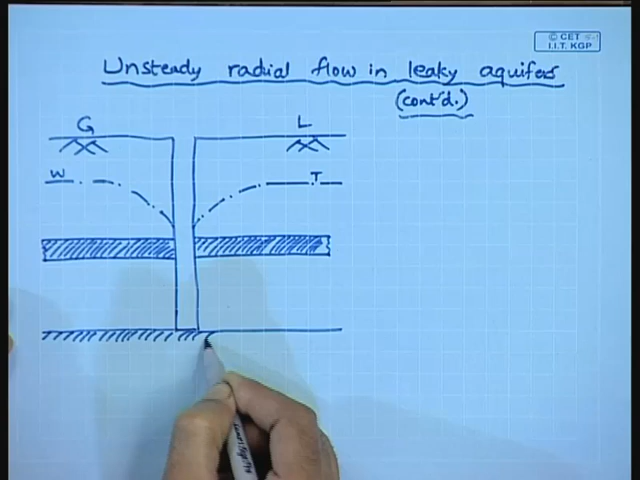 © CET
I.I.T. KGP
Unsteady radial flow in leaky aquifers
(cont'd.)
G L
W T